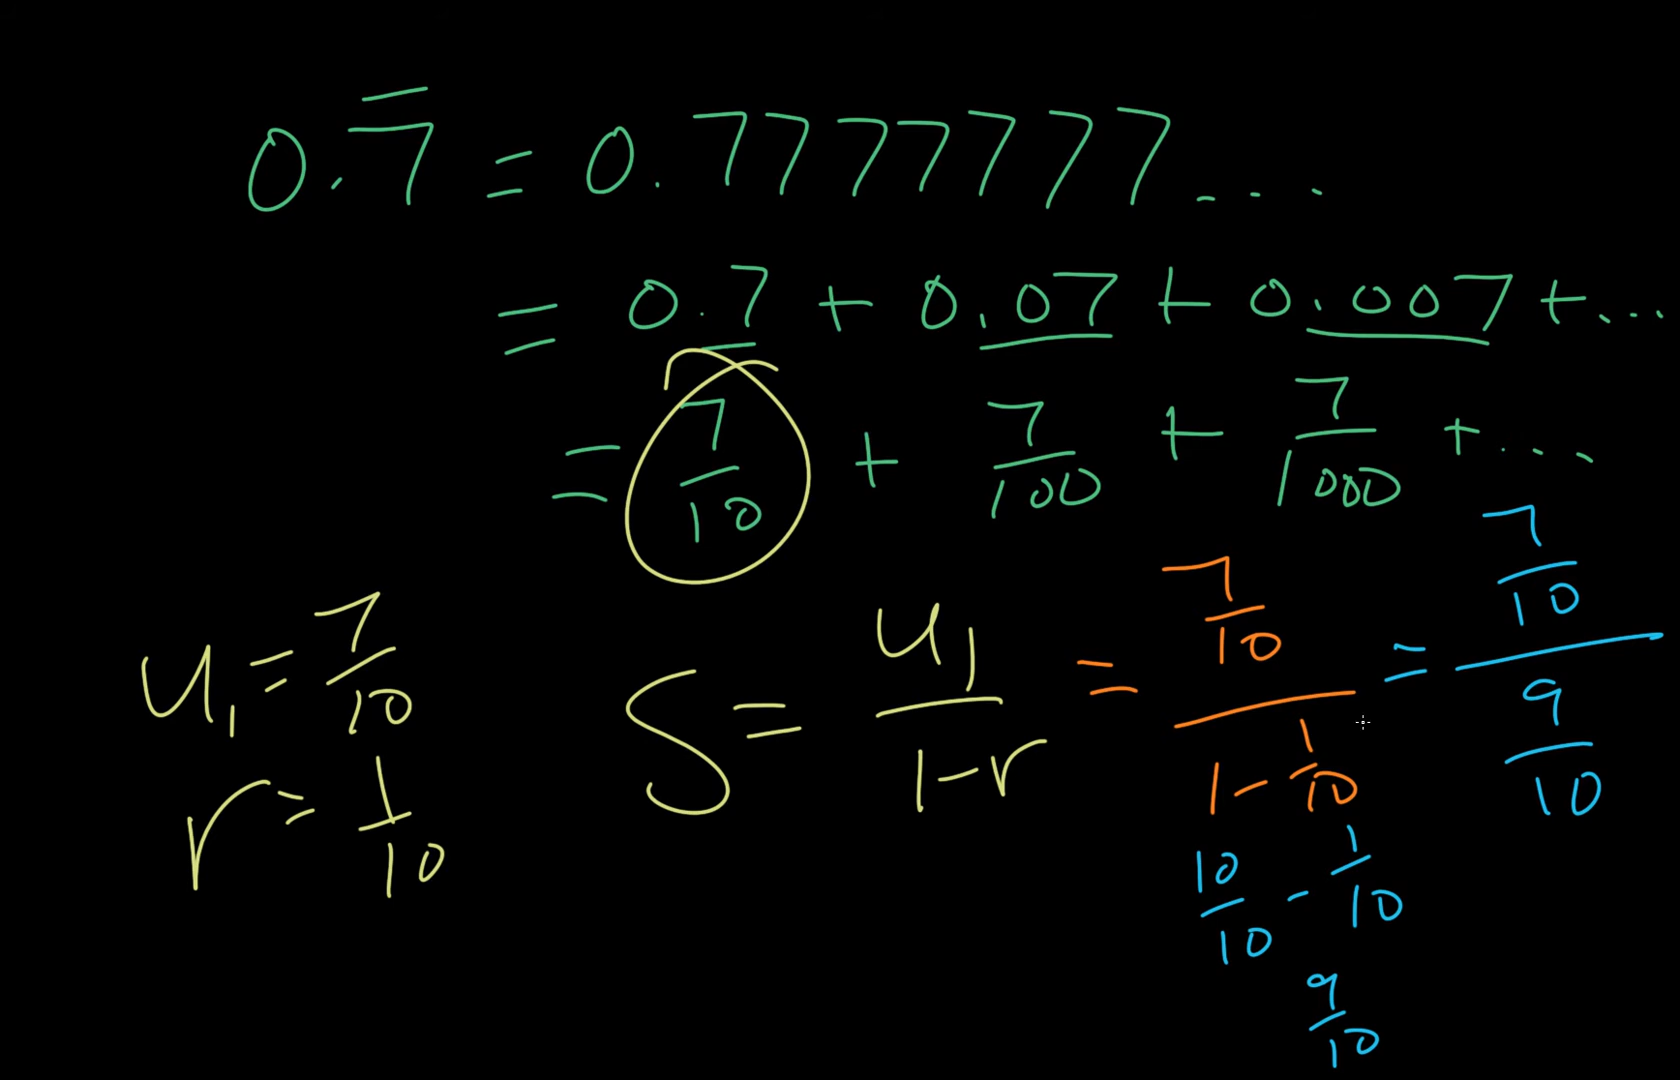 0.7̅ = 0.7777777...
= 0.7 + 0.07 + 0.007 + ...
= 7/10 + 7/100 + 7/1000 + ...
u₁ = 7/10
r = 1/10
S = u₁/(1-r) = (7/10)/(1 - 1/10) = (7/10)/(9/10)
10/10 - 1/10
9/10